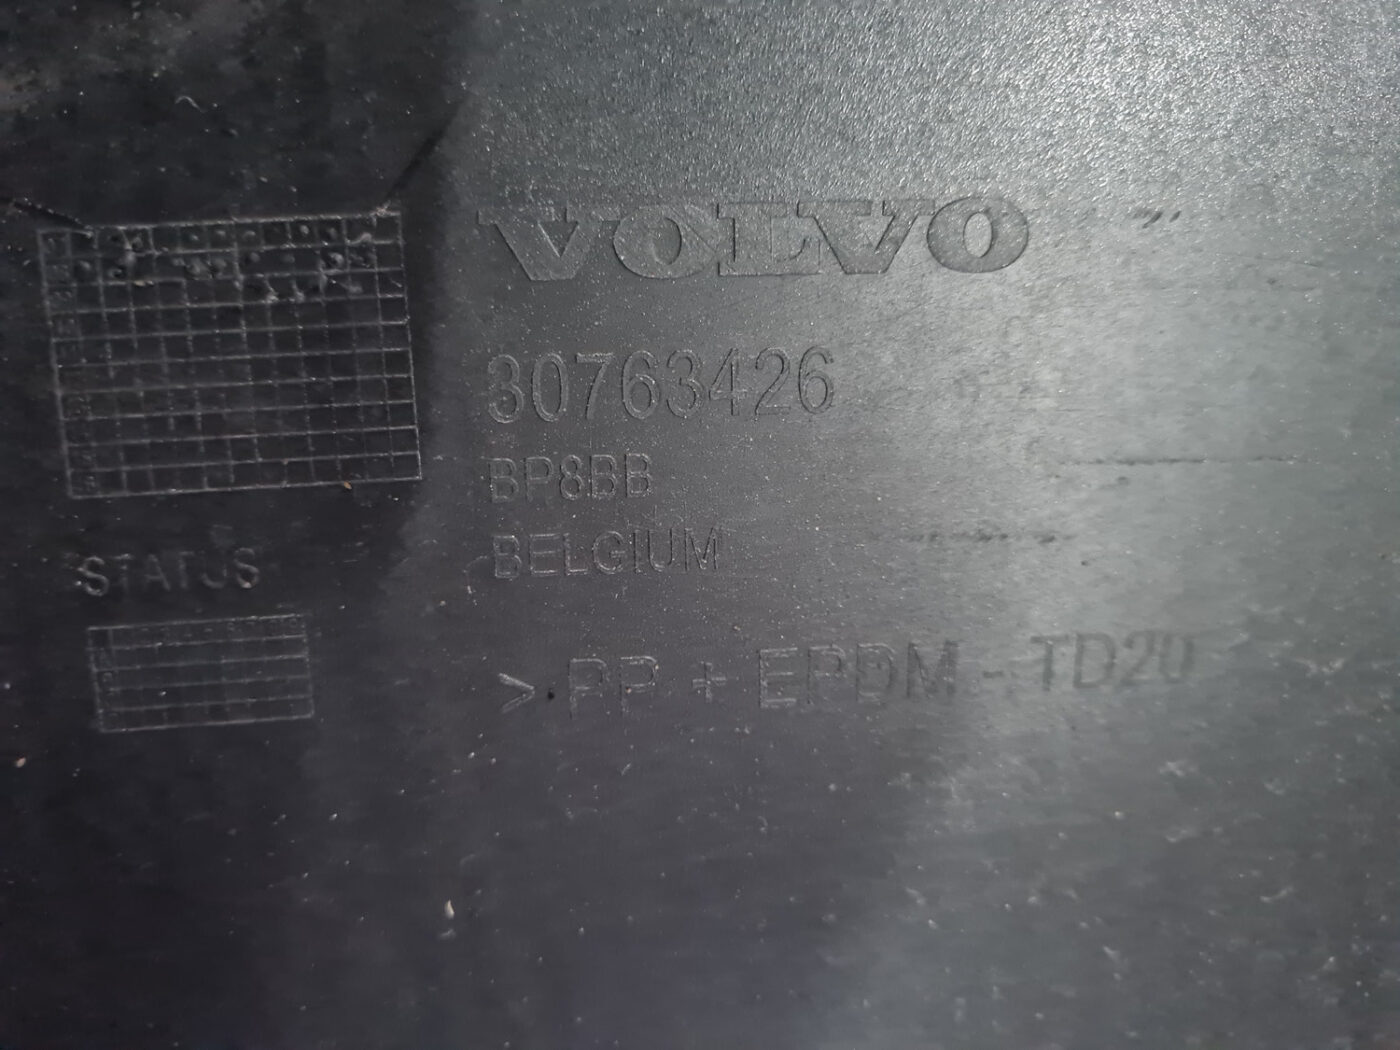 VOLVO
30763426
BP8BB
BELGIUM
> PP + EPDM - TD20
STATUS